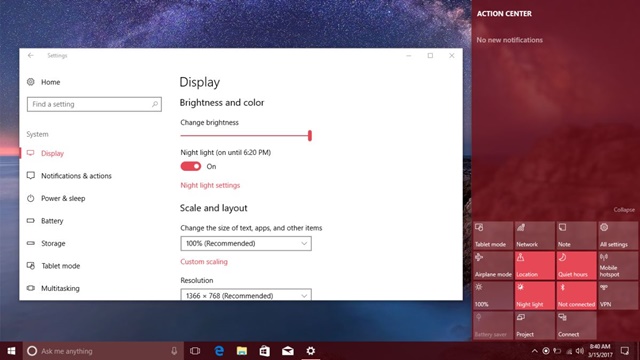 Settings
Home
Find a setting
System
Display
Notifications & actions
Power & sleep
Battery
Storage
Tablet mode
Multitasking
Display
Brightness and color
Change brightness
Night light (on until 6:20 PM)
On
Night light settings
Scale and layout
Change the size of text, apps, and other items
100% (Recommended)
Custom scaling
Resolution
1366 × 768 (Recommended)
ACTION CENTER
No new notifications
Collapse
Tablet mode
Network
Note
All settings
Airplane mode
Location
Quiet hours
Mobile hotspot
100%
Night light
Not connected
VPN
Battery saver
Project
Connect
Ask me anything
8:40 AM
3/15/2017